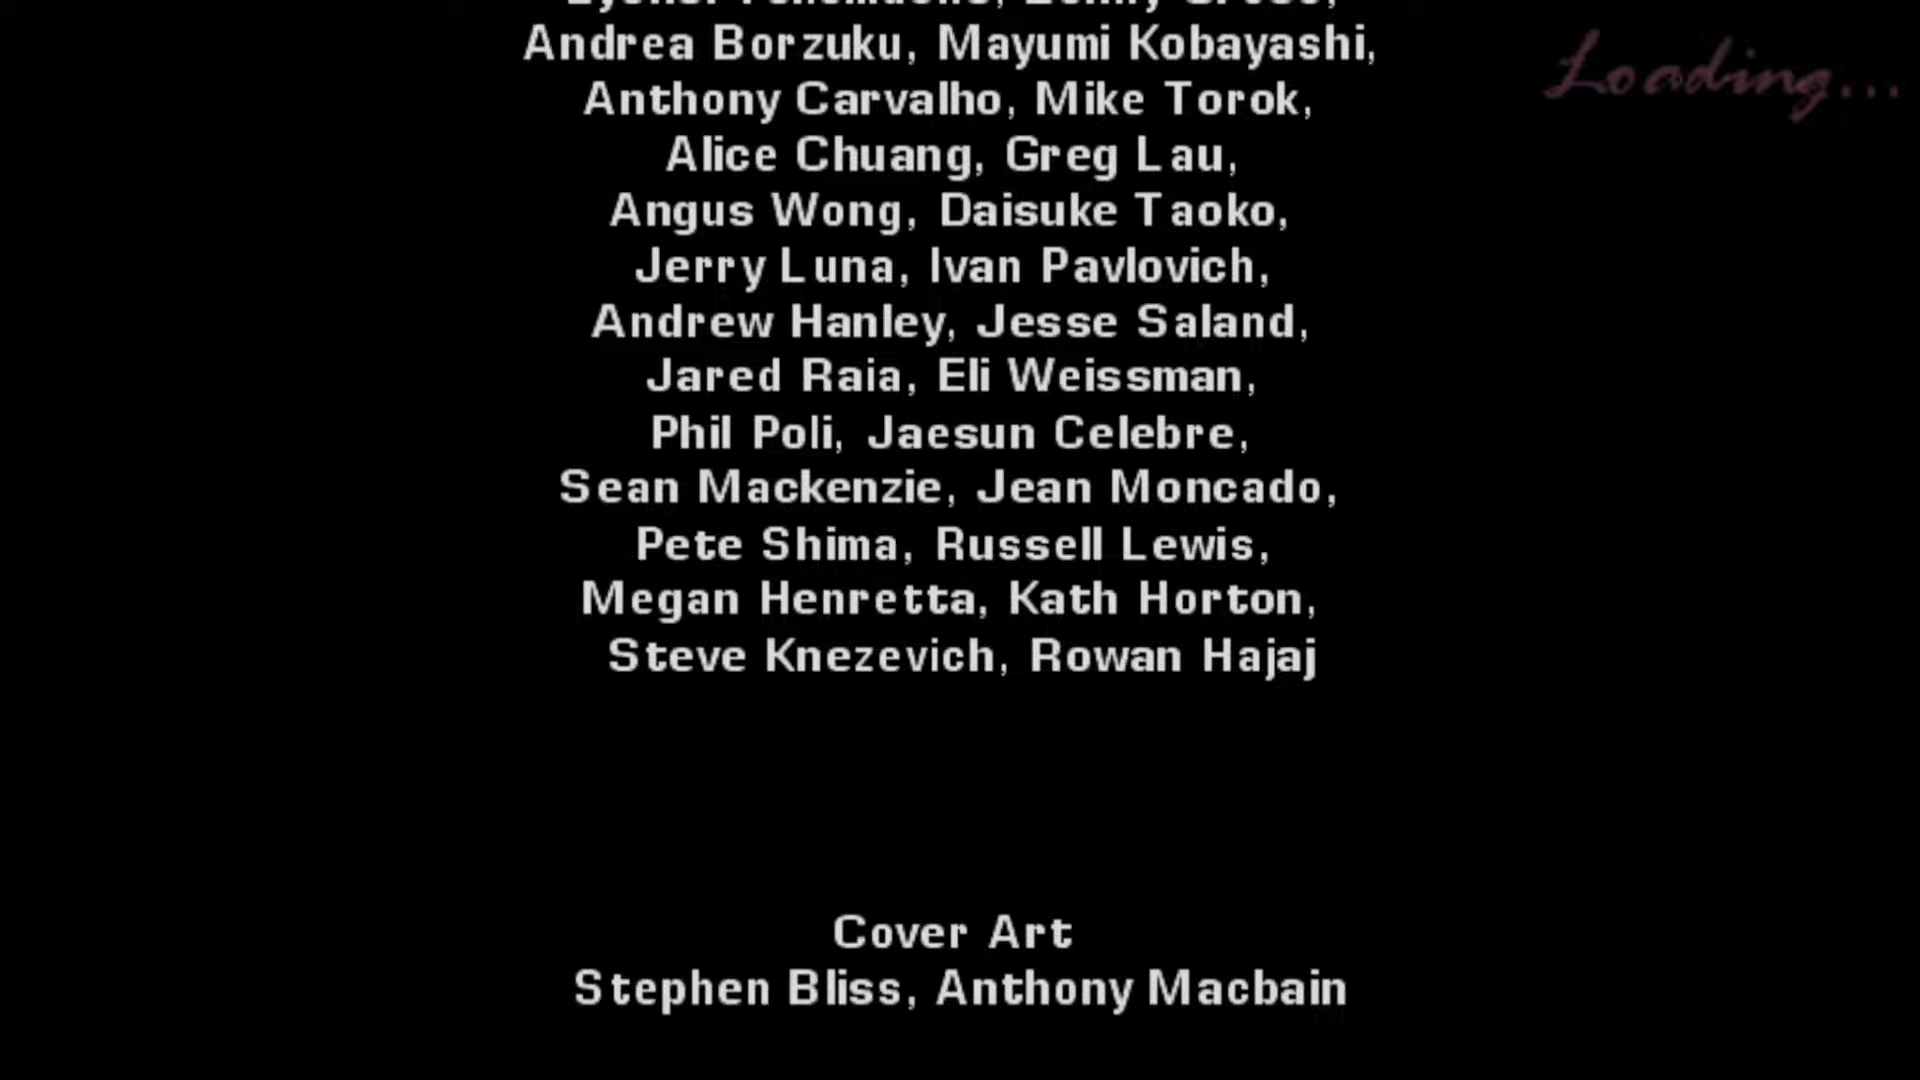 Andrea Borzuku, Mayumi Kobayashi,
Loading...
Anthony Carvalho, Mike Torok,
Alice Chuang, Greg Lau,
Angus Wong, Daisuke Taoko,
Jerry Luna, Ivan Pavlovich,
Andrew Hanley, Jesse Saland,
Jared Raia, Eli Weissman,
Phil Poli, Jaesun Celebre,
Sean Mackenzie, Jean Moncado,
Pete Shima, Russell Lewis,
Megan Henretta, Kath Horton,
Steve Knezevich, Rowan Hajaj
Cover Art
Stephen Bliss, Anthony Macbain